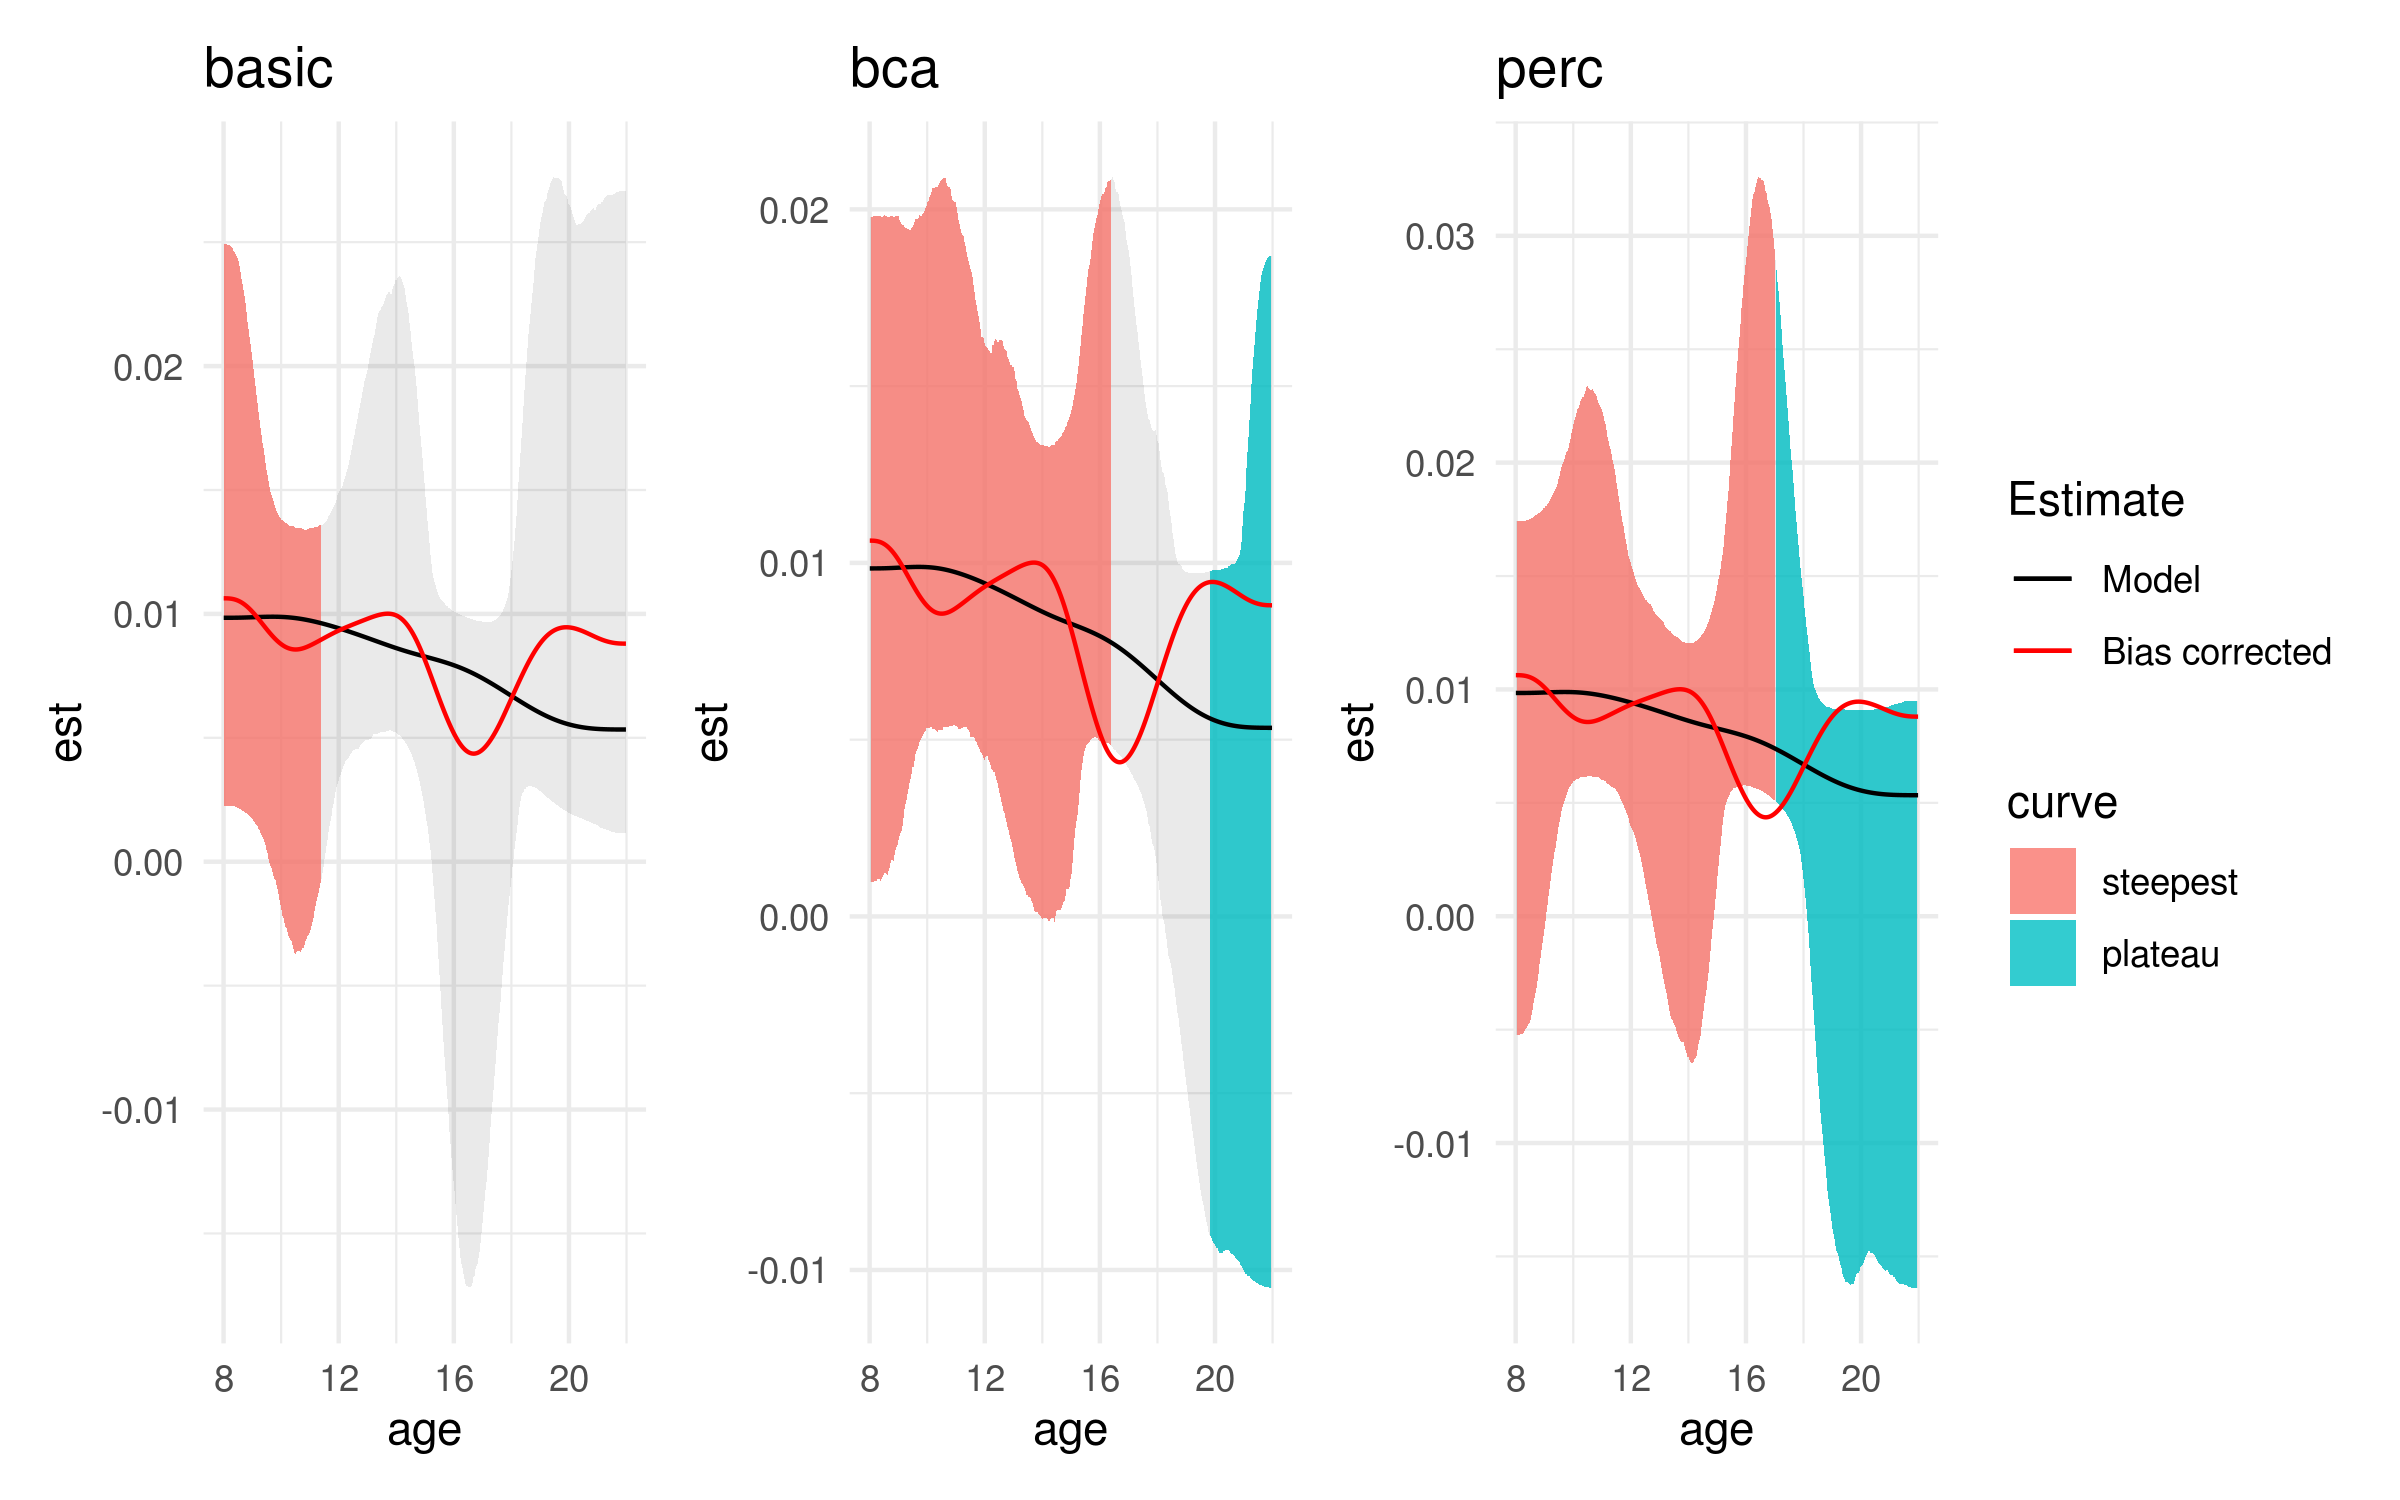 basic
bca
perc
est
0.02
0.01
0.00
-0.01
8 12 16 20
age
est
0.02
0.01
0.00
-0.01
8 12 16 20
age
est
0.03
0.02
0.01
0.00
-0.01
8 12 16 20
age
Estimate
Model
Bias corrected
curve
steepest
plateau